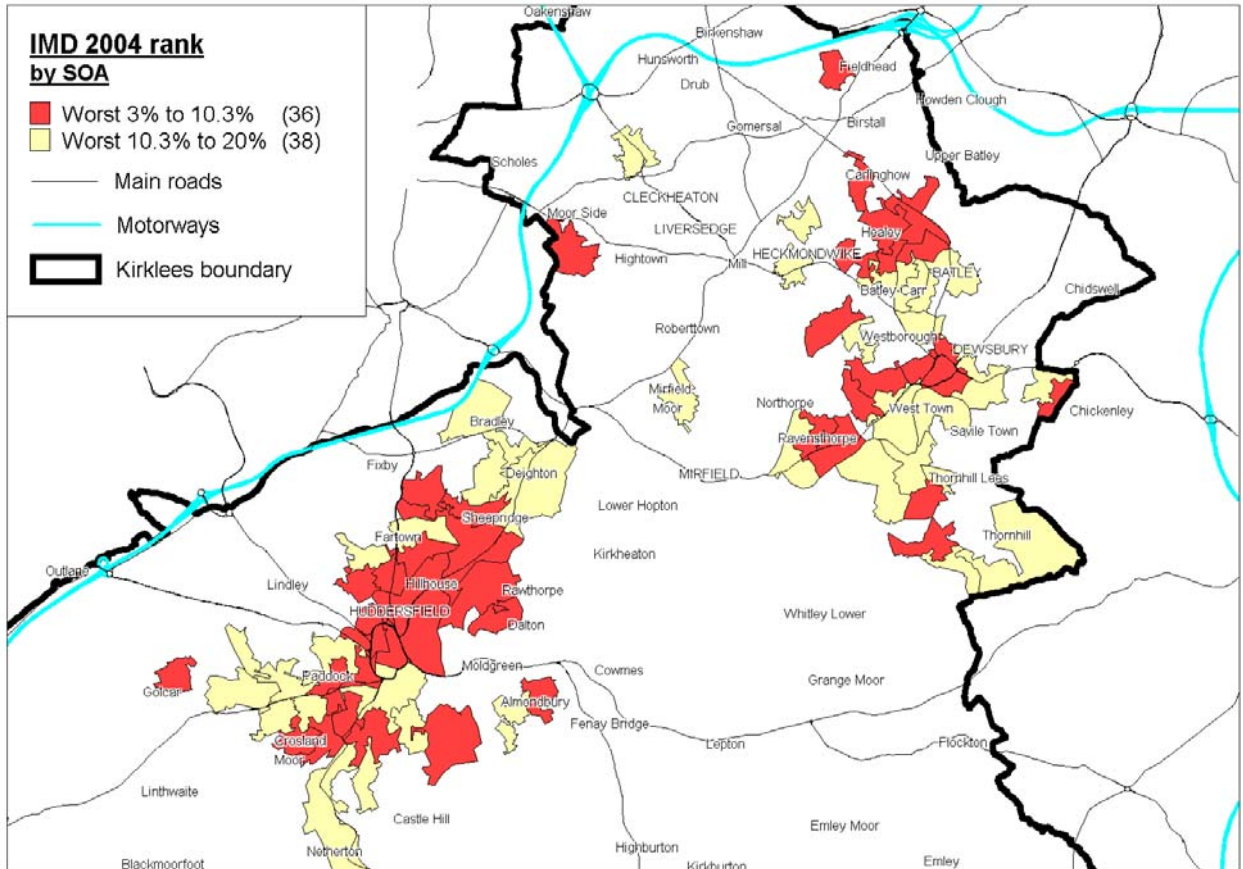 IMD 2004 rank
by SOA
Worst 3% to 10.3% (36)
Worst 10.3% to 20% (38)
Main roads
Motorways
Kirklees boundary
Oakenshaw
Birkenshaw
Hunsworth
Fieldhead
Drub
Howden Clough
Gomersal
Birstall
Scholes
Upper Batley
Carlinghow
CLECKHEATON
Moor Side
LIVERSEDGE
Healey
Hightown
Mill
HECKMONDWIKE
BATLEY
Batley Carr
Chidswell
Roberttown
Westborough
DEWSBURY
Mirfield
Moor
Northorpe
West Town
Chickenley
Bradley
Savile Town
Ravensthorpe
Fixby
Deighton
MIRFIELD
Thornhill Lees
Lower Hopton
Sheepridge
Fartown
Thornhill
Kirkheaton
Outlane
Lindley
Hillhouse
Rawthorpe
HUDDERSFIELD
Dalton
Whitley Lower
Moldgreen
Cowmes
Paddock
Golcar
Grange Moor
Almondbury
Fenay Bridge
Crosland
Moor
Lepton
Flockton
Linthwaite
Castle Hill
Emley Moor
Netherton
Highburton
Blackmoorfoot
Kirkburton
Emley